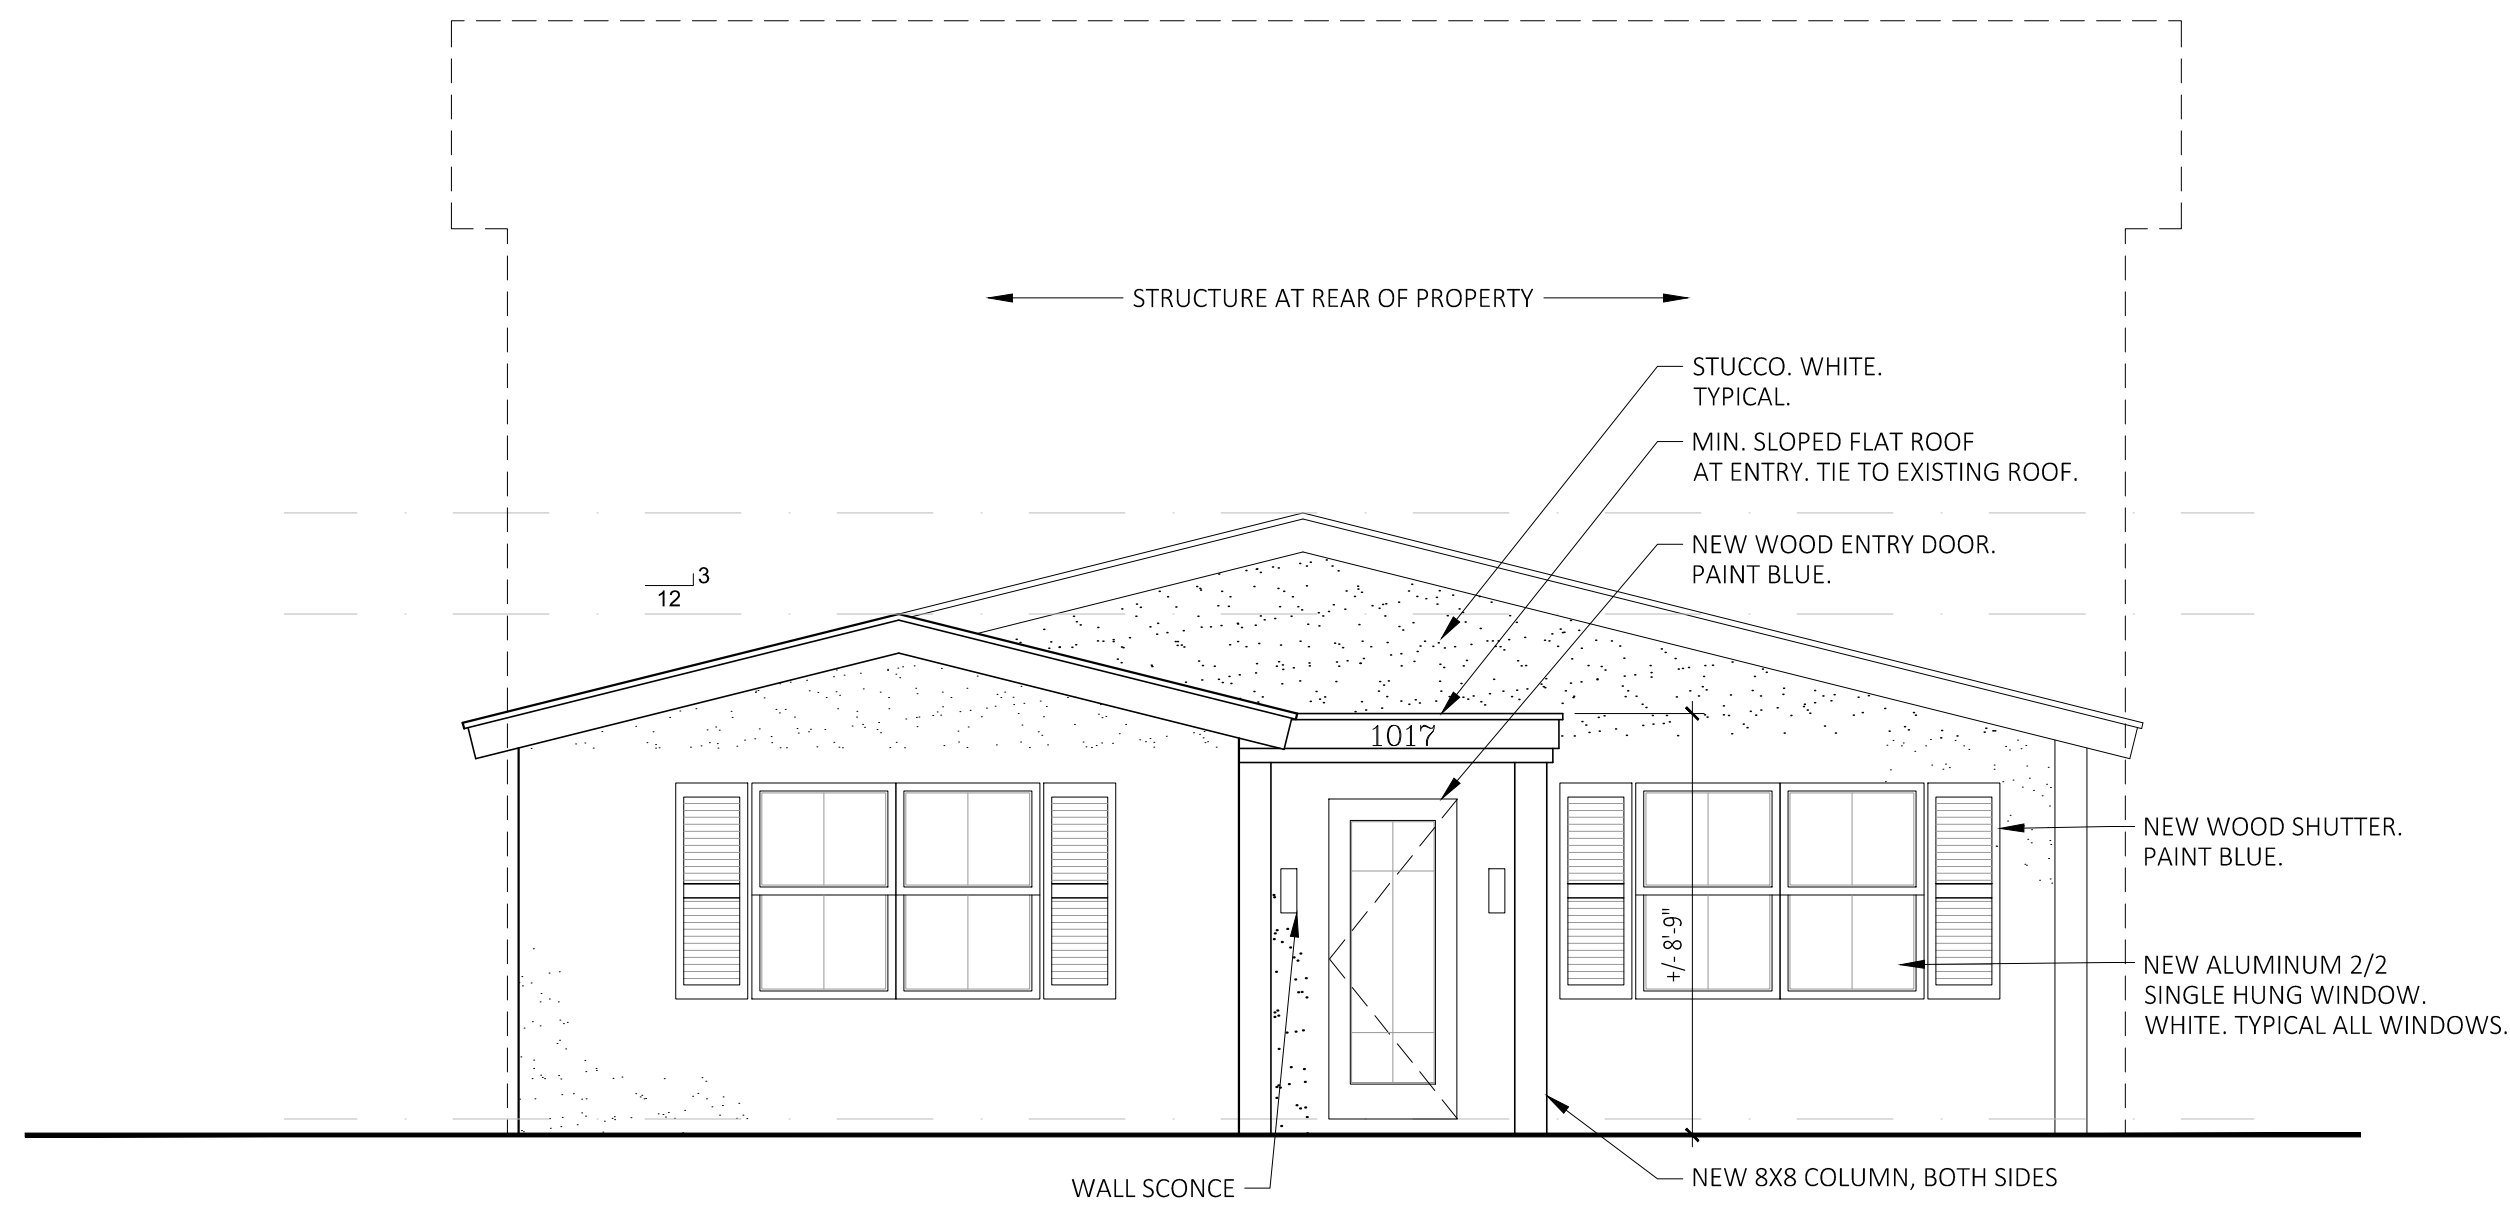 STRUCTURE AT REAR OF PROPERTY
STUCCO. WHITE.
TYPICAL.
MIN. SLOPED FLAT ROOF
AT ENTRY. TIE TO EXISTING ROOF.
NEW WOOD ENTRY DOOR.
PAINT BLUE.
3
12
1017
NEW WOOD SHUTTER.
PAINT BLUE.
+/- 8'-9"
NEW ALUMINUM 2/2
SINGLE HUNG WINDOW.
WHITE. TYPICAL ALL WINDOWS.
WALL SCONCE
NEW 8X8 COLUMN, BOTH SIDES